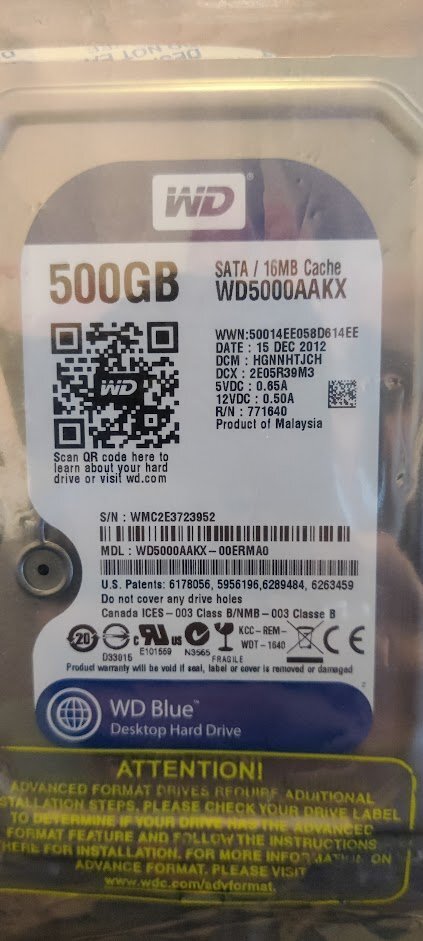 WD
®
500GB
SATA / 16MB Cache
WD5000AAKX
WD
WWN:50014EE058D614EE
DATE : 15 DEC 2012
DCM : HGNNHTJCH
DCX : 2E05R39M3
5VDC : 0.65A
12VDC : 0.50A
R/N : 771640
Product of Malaysia
Scan QR code here to
learn about your hard
drive or visit wd.com
S/N : WMC2E3723952
MDL : WD5000AAKX-00ERMA0
U.S. Patents: 6178056, 5956196,6289484, 6263459
Do not cover any drive holes
Canada ICES-003 Class B/NMB-003 Classe B
20
D33015
c RU us
E101559
N3565
FRAGILE
KCC-REM-
WDT-1640
CE
Product warranty will be void if seal, label or cover is removed or damaged
WD Blue™
Desktop Hard Drive
ATTENTION!
ADVANCED FORMAT DRIVES REQUIRE ADDITIONAL
STALLATION STEPS. PLEASE CHECK YOUR DRIVE LABEL
TO DETERMINE IF YOUR DRIVE HAS THE ADVANCED
FORMAT FEATURE AND FOLLOW THE INSTRUCTIONS
HERE FOR INSTALLATION. FOR MORE INFORMATION ON
ADVANCE FORMAT, PLEASE VISIT
www.wdc.com/advformat.